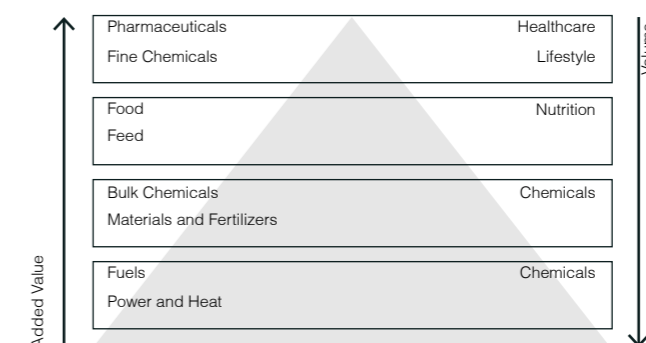 Pharmaceuticals Healthcare
Fine Chemicals Lifestyle
Food Nutrition
Feed
Bulk Chemicals Chemicals
Materials and Fertilizers
Fuels Chemicals
Power and Heat
Added Value
Volume